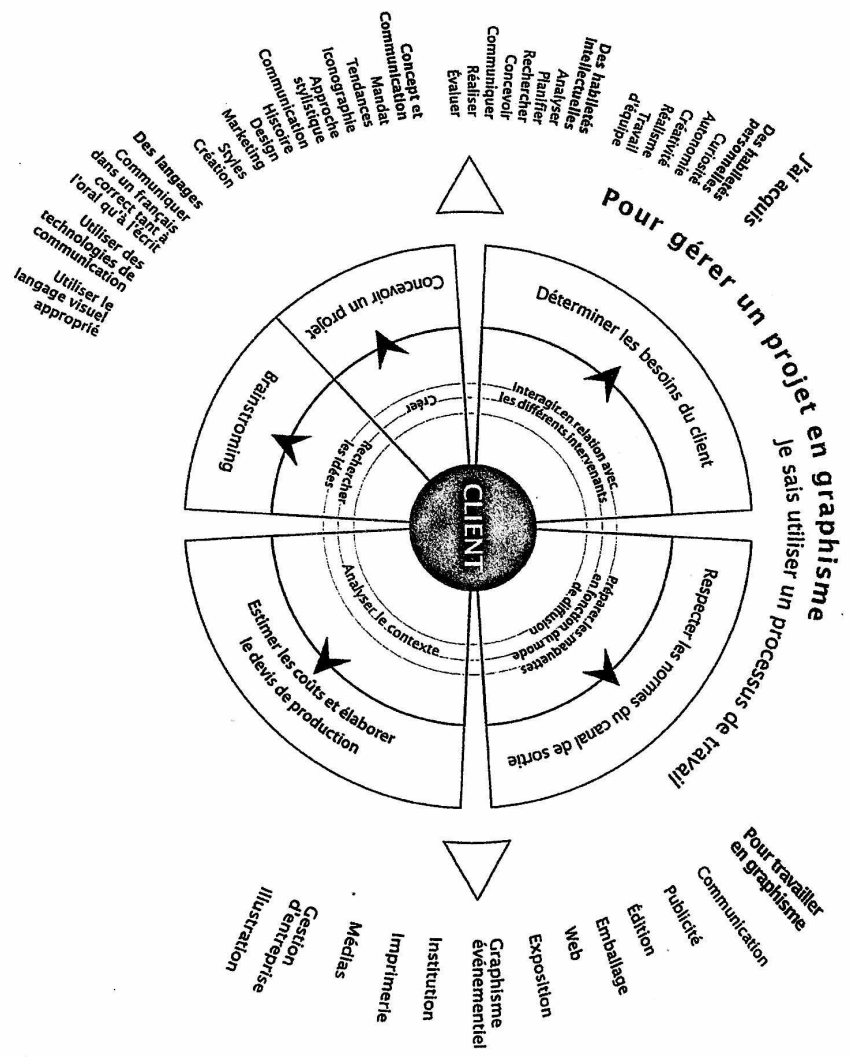 Pour gérer un projet en graphisme
Je sais utiliser un processus de travail
J'ai acquis
Des habiletés
personnelles
Curiosité
Autonomie
Créativité
Réalisme
Travail
d'équipe
Des habiletés
intellectuelles
Analyser
Planifier
Rechercher
Concevoir
Communiquer
Réaliser
Évaluer
Concept et
Communication
Mandat
Tendances
Iconographie
Approche
stylistique
Communication
Histoire
Design
Marketing
Styles
Création
Des langages
Communiquer
dans un français
correct tant à
l'oral qu'à l'écrit
Utiliser des
technologies de
communication
Utiliser le
langage visuel
approprié
Déterminer les besoins du client
Interagir en relation avec
les différents intervenants
Respecter les normes du canal de sortie
Préparer les maquettes
en fonction du mode
de diffusion
Estimer les coûts et élaborer
le devis de production
Analyser le contexte
Brainstroming
Rechercher
les idées
Concevoir un projet
Créer
CLIENT
Pour travailler
en graphisme
Communication
Publicité
Édition
Emballage
Web
Exposition
Graphisme
événementiel
Institution
Imprimerie
Médias
Gestion
d'entreprise
Illustration